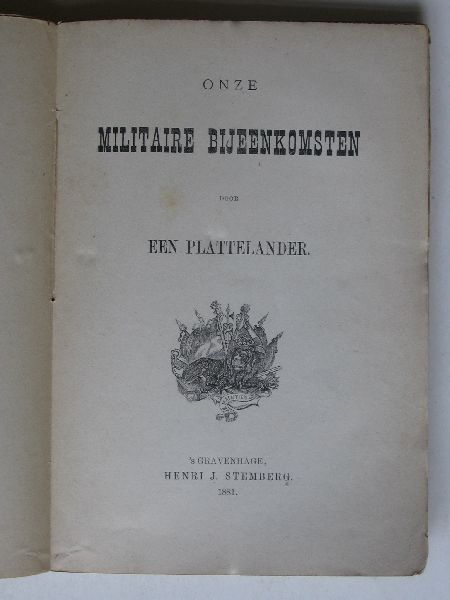 ONZE
MILITAIRE BIJEENKOMSTEN
DOOR
EEN PLATTELANDER.
'S GRAVENHAGE,
HENRI J. STEMBERG.
1881.